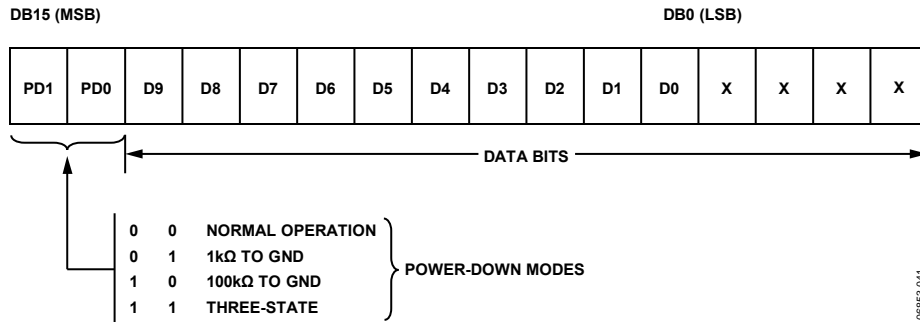 DB15 (MSB) DB0 (LSB)
PD1 PD0 D9 D8 D7 D6 D5 D4 D3 D2 D1 D0 X X X X
DATA BITS
0 0 NORMAL OPERATION
0 1 1kΩ TO GND
1 0 100kΩ TO GND
1 1 THREE-STATE
POWER-DOWN MODES